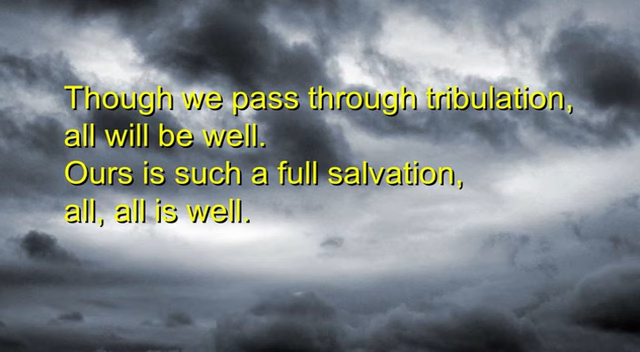 Though we pass through tribulation,
all will be well.
Ours is such a full salvation,
all, all is well.